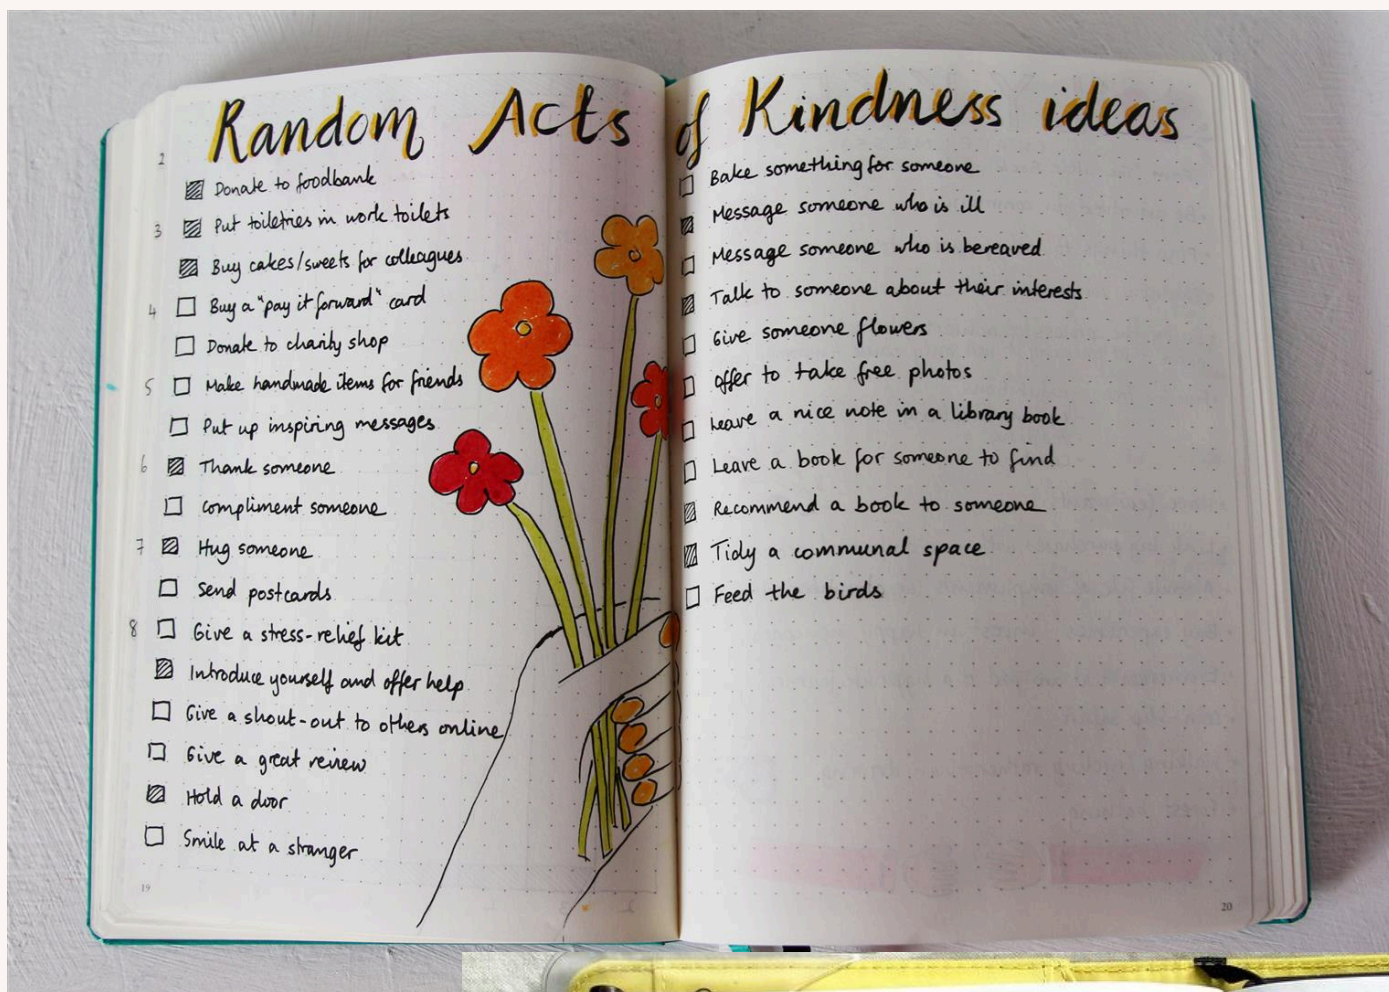 Random Acts of Kindness ideas
2
Donate to foodbank
3
Put toiletries in work toilets
Buy cakes/sweets for colleagues
4
Buy a "pay it forward" card
Donate to charity shop
5
Make handmade items for friends
Put up inspiring messages
6
Thank someone
compliment someone
7
Hug someone
Send postcards
8
Give a stress-relief kit
Introduce yourself and offer help
Give a shout-out to others online
Give a great review
Hold a door
Smile at a stranger
19
Bake something for someone
Message someone who is ill
Message someone who is bereaved
Talk to someone about their interests
Give someone flowers
Offer to take free photos
Leave a nice note in a library book
Leave a book for someone to find
Recommend a book to someone
Tidy a communal space
Feed the birds
20